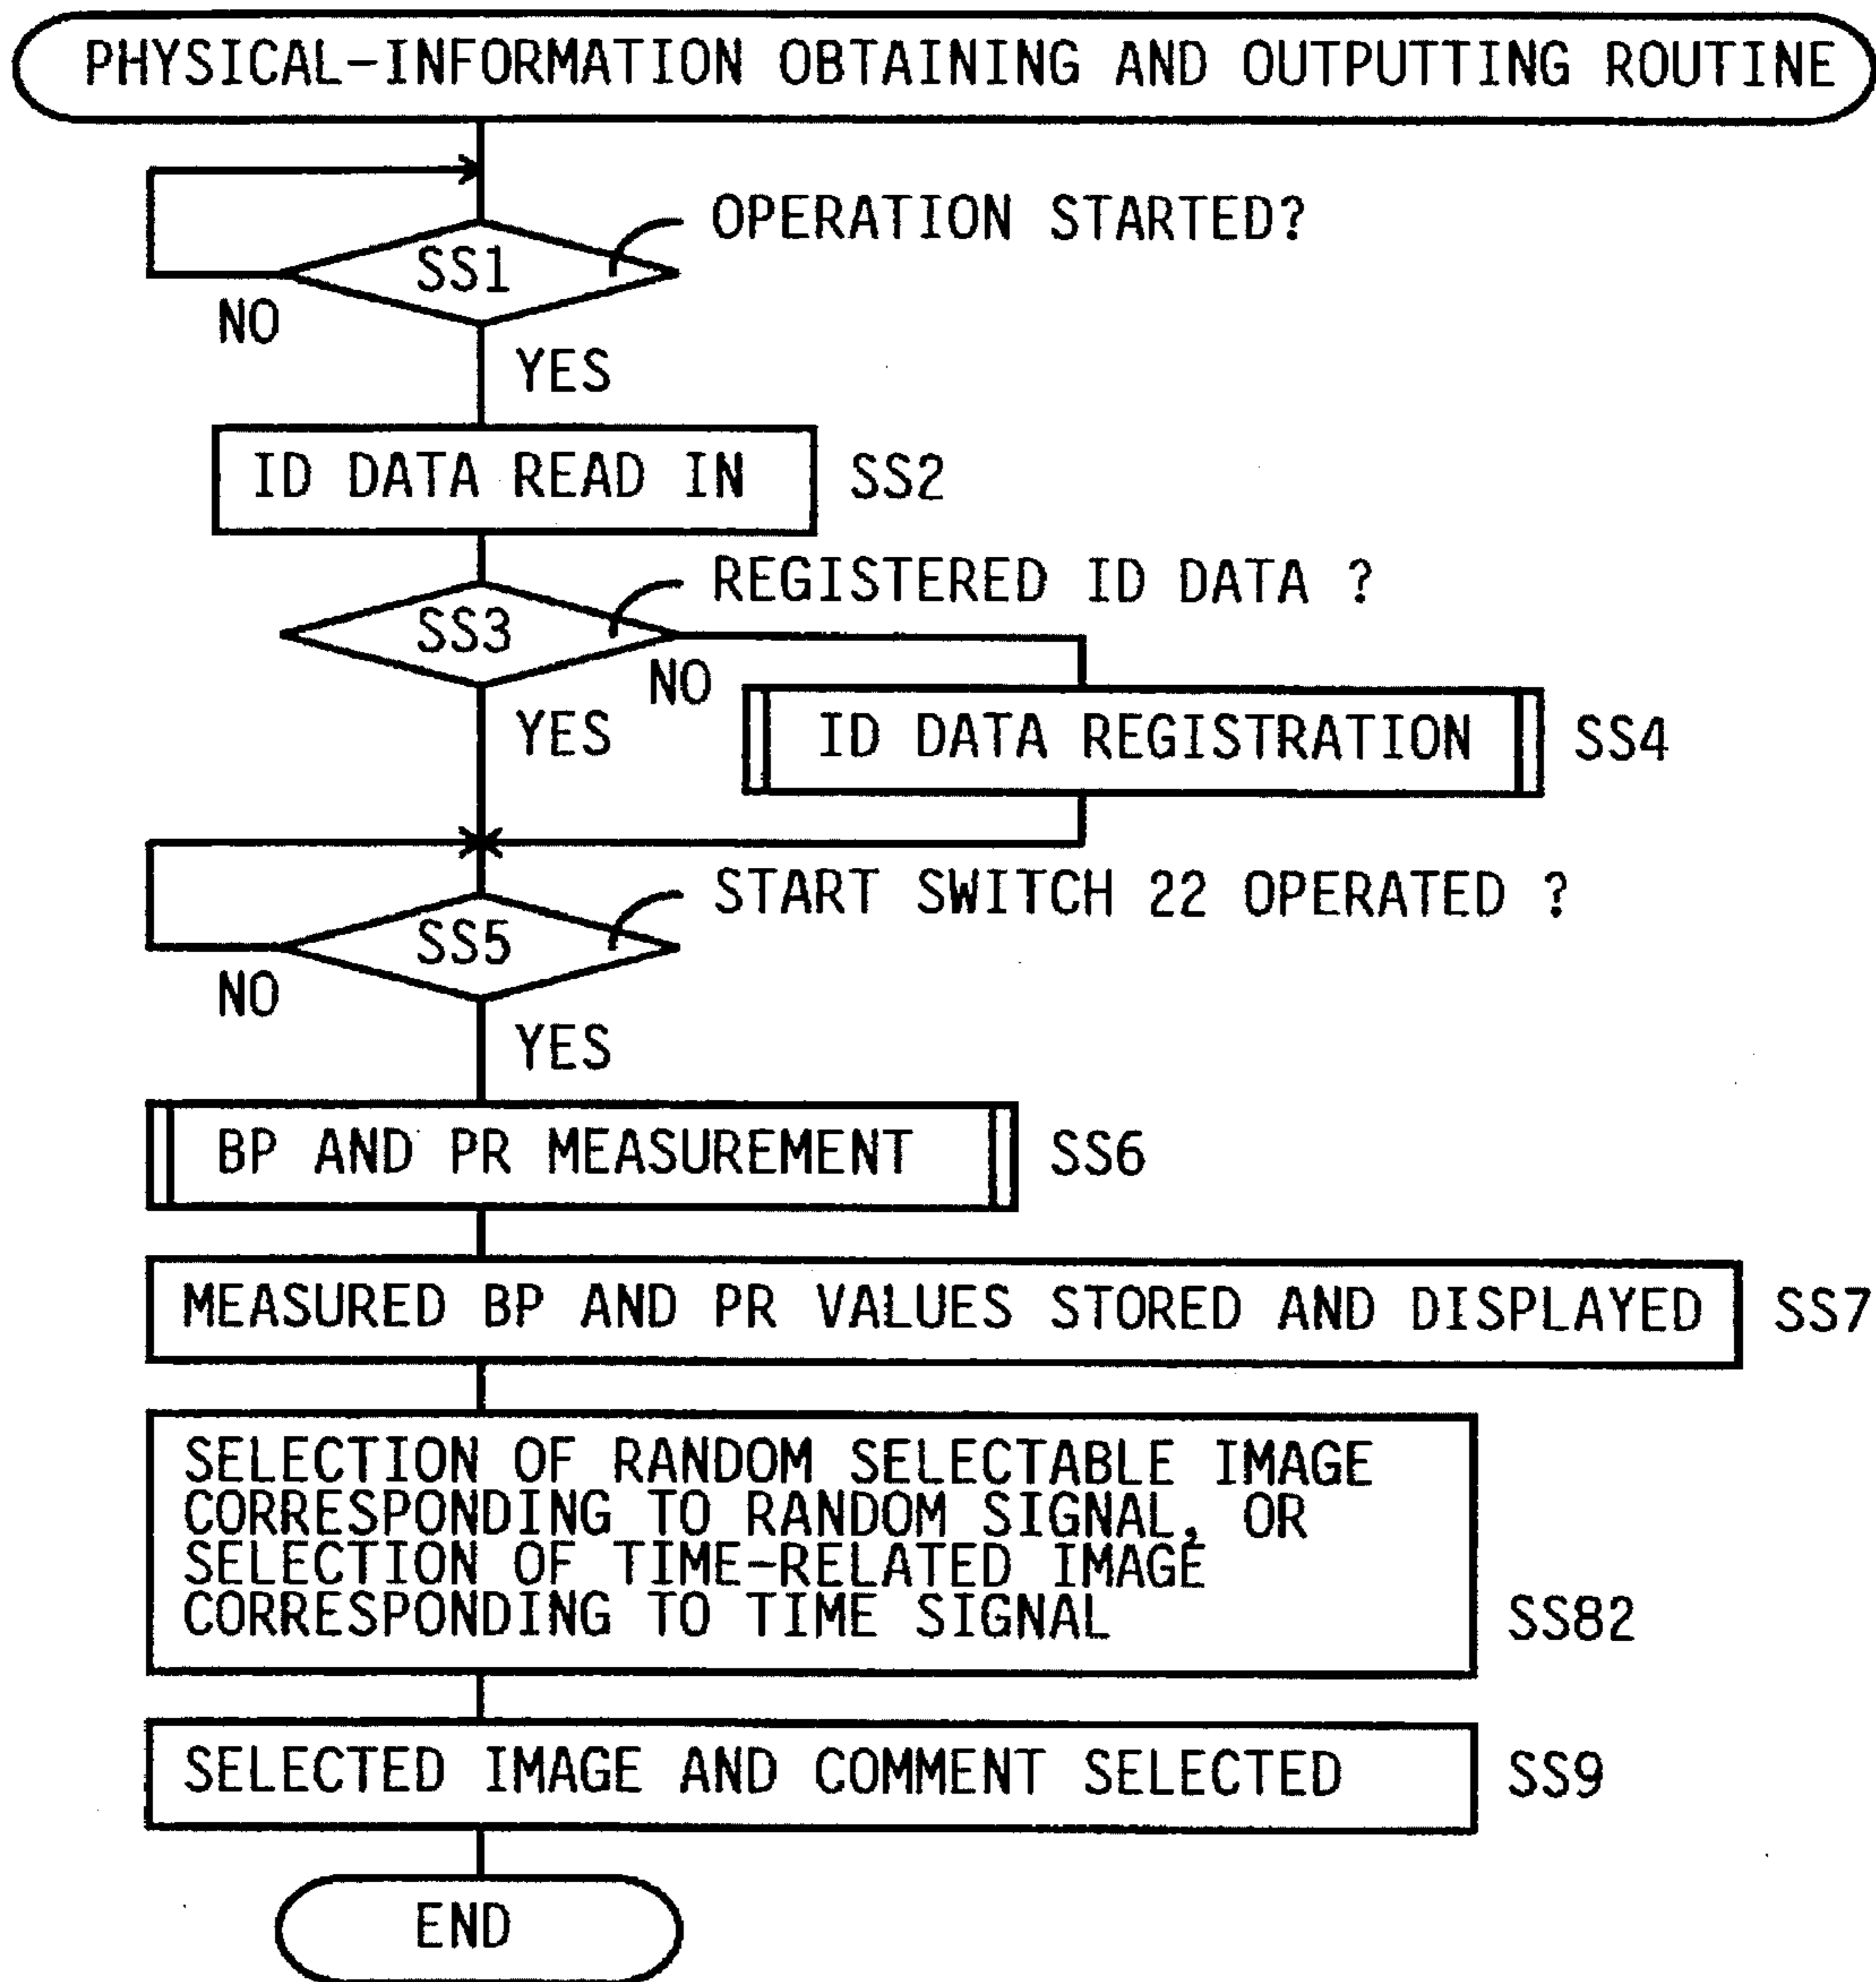 PHYSICAL-INFORMATION OBTAINING AND OUTPUTTING ROUTINE
OPERATION STARTED?
SS1
NO
YES
ID DATA READ IN
SS2
REGISTERED ID DATA ?
SS3
NO
YES
ID DATA REGISTRATION
SS4
START SWITCH 22 OPERATED ?
SS5
NO
YES
BP AND PR MEASUREMENT
SS6
MEASURED BP AND PR VALUES STORED AND DISPLAYED
SS7
SELECTION OF RANDOM SELECTABLE IMAGE
CORRESPONDING TO RANDOM SIGNAL, OR
SELECTION OF TIME-RELATED IMAGE
CORRESPONDING TO TIME SIGNAL
SS82
SELECTED IMAGE AND COMMENT SELECTED
SS9
END